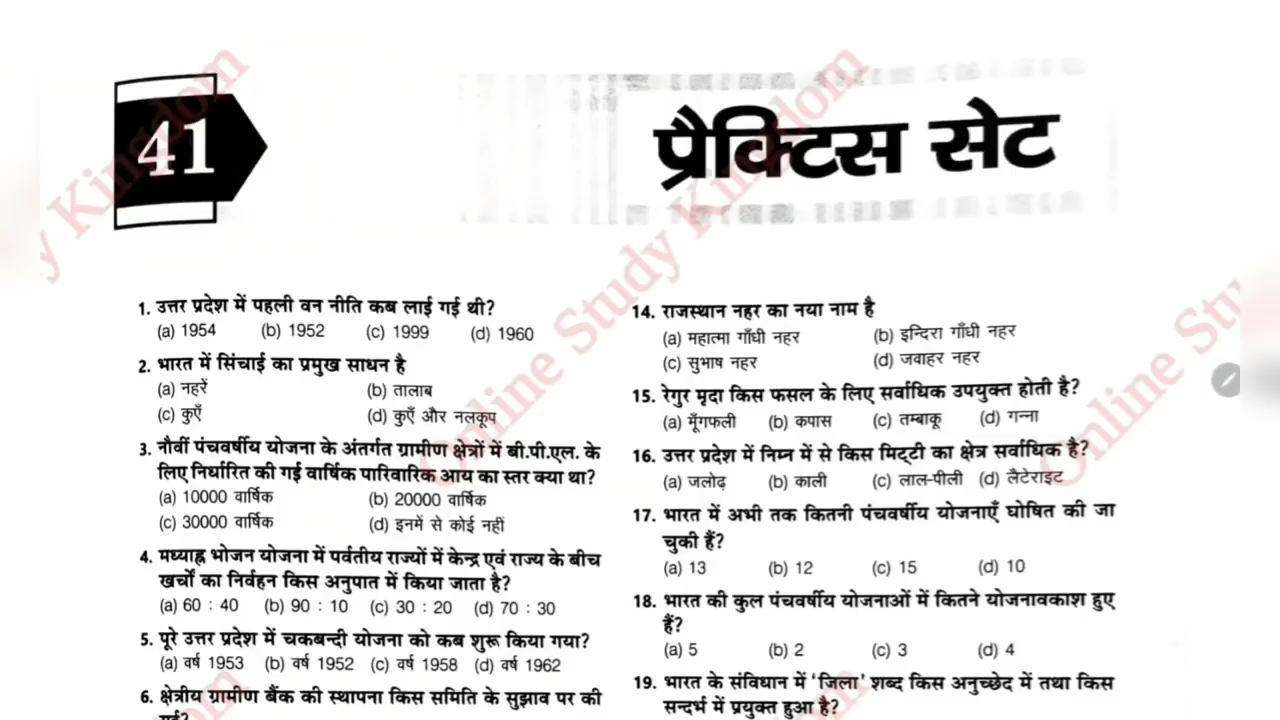 41
प्रैक्टिस सेट
1. उत्तर प्रदेश में पहली वन नीति कब लाई गई थी?
(a) 1954 (b) 1952 (c) 1999 (d) 1960
2. भारत में सिंचाई का प्रमुख साधन है
(a) नहरें (b) तालाब
(c) कुएँ (d) कुएँ और नलकूप
3. नौवीं पंचवर्षीय योजना के अंतर्गत ग्रामीण क्षेत्रों में बी.पी.एल. के
लिए निर्धारित की गई वार्षिक पारिवारिक आय का स्तर क्या था?
(a) 10000 वार्षिक (b) 20000 वार्षिक
(c) 30000 वार्षिक (d) इनमें से कोई नहीं
4. मध्याह्न भोजन योजना में पर्वतीय राज्यों में केन्द्र एवं राज्य के बीच
खर्चों का निर्वहन किस अनुपात में किया जाता है?
(a) 60 : 40 (b) 90 : 10 (c) 30 : 20 (d) 70 : 30
5. पूरे उत्तर प्रदेश में चकबन्दी योजना को कब शुरू किया गया?
(a) वर्ष 1953 (b) वर्ष 1952 (c) वर्ष 1958 (d) वर्ष 1962
6. क्षेत्रीय ग्रामीण बैंक की स्थापना किस समिति के सुझाव पर की
14. राजस्थान नहर का नया नाम है
(a) महात्मा गाँधी नहर (b) इन्दिरा गाँधी नहर
(c) सुभाष नहर (d) जवाहर नहर
15. रेगुर मृदा किस फसल के लिए सर्वाधिक उपयुक्त होती है?
(a) मूँगफली (b) कपास (c) तम्बाकू (d) गन्ना
16. उत्तर प्रदेश में निम्न में से किस मिट्टी का क्षेत्र सर्वाधिक है?
(a) जलोढ़ (b) काली (c) लाल-पीली (d) लैटेराइट
17. भारत में अभी तक कितनी पंचवर्षीय योजनाएँ घोषित की जा
चुकी हैं?
(a) 13 (b) 12 (c) 15 (d) 10
18. भारत की कुल पंचवर्षीय योजनाओं में कितने योजनावकाश हुए
हैं?
(a) 5 (b) 2 (c) 3 (d) 4
19. भारत के संविधान में 'जिला' शब्द किस अनुच्छेद में तथा किस
सन्दर्भ में प्रयुक्त हुआ है?
Online Study Kingdom